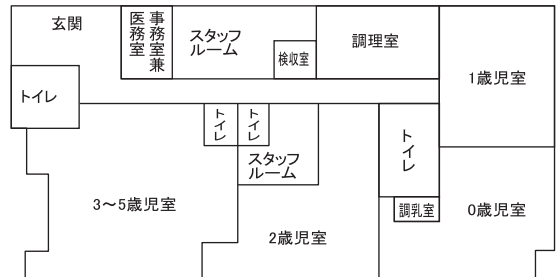 玄関
事務室兼
医務室
スタッフ
ルーム
検収室
調理室
1歳児室
トイレ
トイレ
トイレ
スタッフ
ルーム
トイレ
調乳室
3～5歳児室
2歳児室
0歳児室